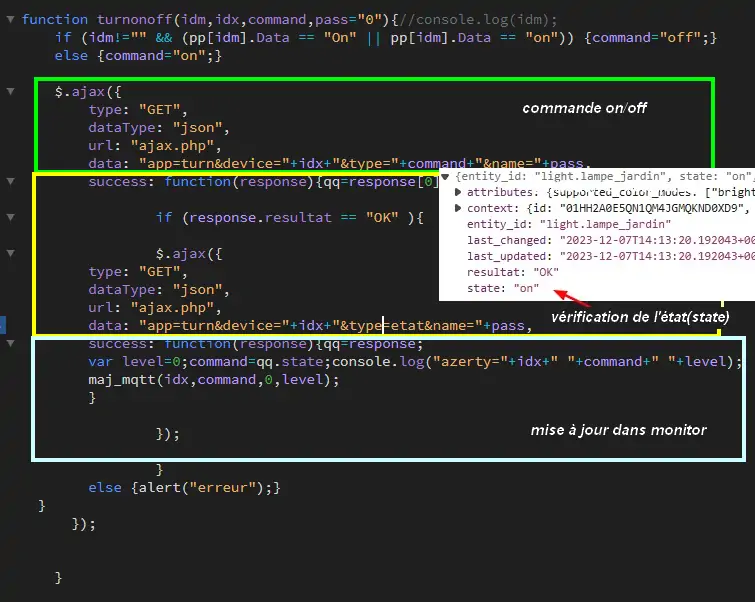 function turnonoff(idm,idx,command,pass="0"){//console.log(idm);
if (idm!="" && (pp[idm].Data == "On" || pp[idm].Data == "on")) {command="off";}
else {command="on";}
$.ajax({
commande on/off
type: "GET",
dataType: "json",
url: "ajax.php",
data: "app=turn&device="+idx+"&type="+command+"&name="+pass,
success: function(response){qq=response[0]
{entity_id: "light.lampe_jardin", state: "on",
attributes: {supported_color_modes: ["bright
context: {id: "01HH2A0E5QN1QM4JGMQKND0XD9",
entity_id: "light.lampe_jardin"
last_changed: "2023-12-07T14:13:20.192043+00
last_updated: "2023-12-07T14:13:20.192043+00
resultat: "OK"
state: "on"
if (response.resultat == "OK" ){
$.ajax({
type: "GET",
dataType: "json",
url: "ajax.php",
data: "app=turn&device="+idx+"&type=etat&name="+pass,
vérification de l'état(state)
success: function(response){qq=response;
var level=0;command=qq.state;console.log("azerty="+idx+" "+command+" "+level);
maj_mqtt(idx,command,0,level);
}
});
mise à jour dans monitor
}
else {alert("erreur");}
}
});
}